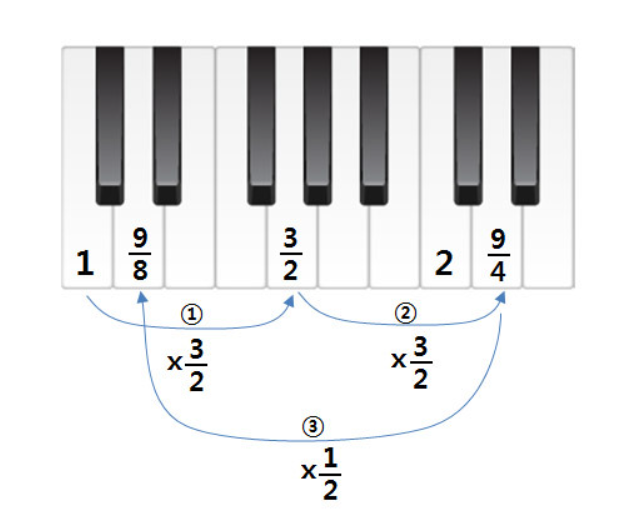 1 9/8 3/2 2 9/4
① ②
x3/2 x3/2
③
x1/2